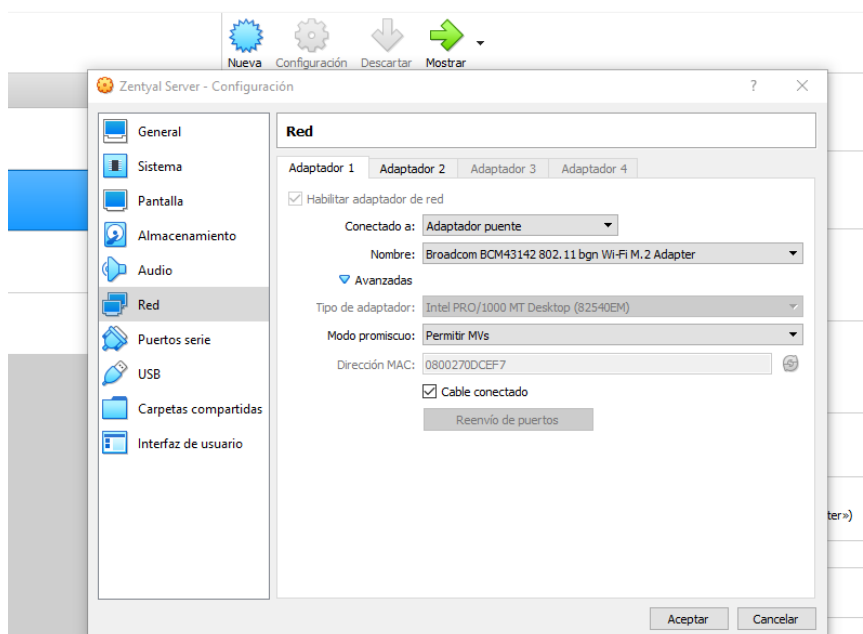 Nueva Configuración Descartar Mostrar
Zentyal Server - Configuración ? ×
General
Sistema
Pantalla
Almacenamiento
Audio
Red
Puertos serie
USB
Carpetas compartidas
Interfaz de usuario
Red
Adaptador 1 Adaptador 2 Adaptador 3 Adaptador 4
Habilitar adaptador de red
Conectado a: Adaptador puente
Nombre: Broadcom BCM43142 802.11 bgn Wi-Fi M.2 Adapter
Avanzadas
Tipo de adaptador: Intel PRO/1000 MT Desktop (82540EM)
Modo promiscuo: Permitir MVs
Dirección MAC: 0800270DCEF7
Cable conectado
Reenvío de puertos
ter»)
Aceptar Cancelar